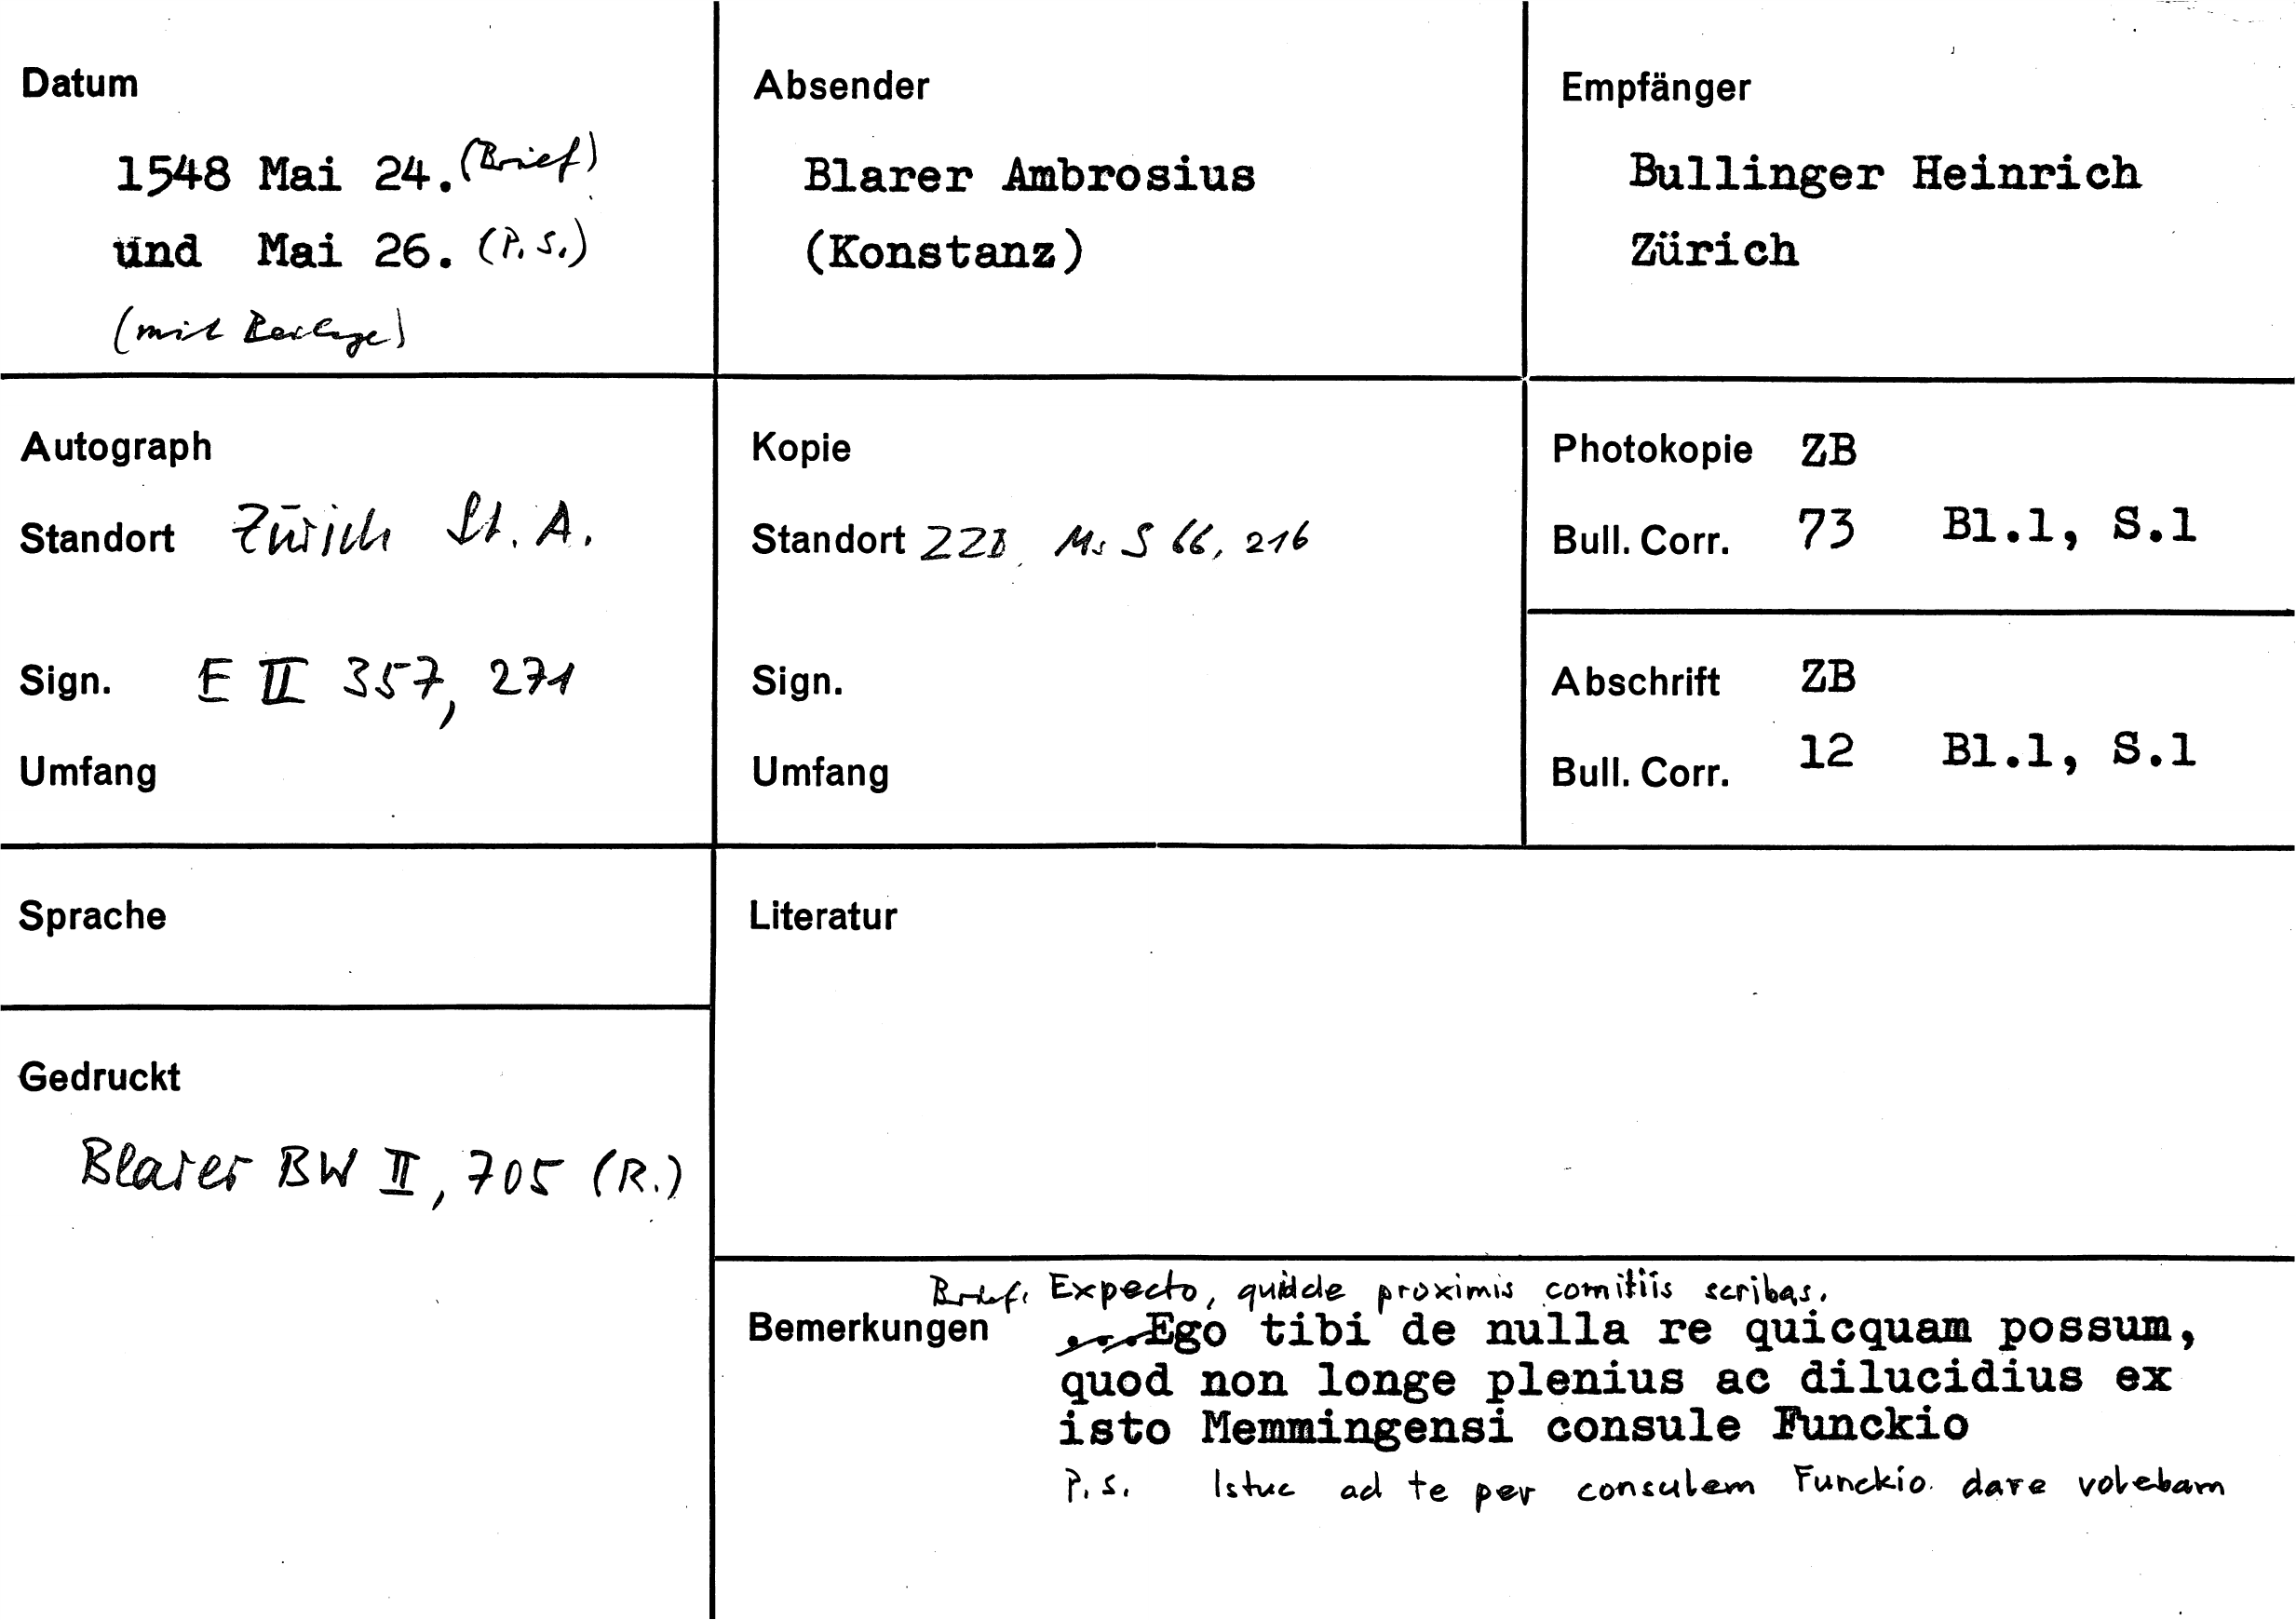 Datum
1548 Mai 24. (Brief)
und Mai 26. (P.S.)
(mit Beilage)
Absender
Blarer Ambrosius
(Konstanz)
Empfänger
Bullinger Heinrich
Zürich
Autograph
Standort Zürich St. A.
Sign. E II 357, 271
Umfang
Kopie
Standort ZZB, Ms S 66, 216
Sign.
Umfang
Photokopie ZB
Bull. Corr. 73 Bl.1, S.1
Abschrift ZB
Bull. Corr. 12 Bl.1, S.1
Sprache
Gedruckt
Blarer BW II, 705 (R.)
Literatur
Brief: Expecto, quid de proximis comitiis scribas.
Bemerkungen ...Ego tibi de nulla re quicquam possum,
quod non longe plenius ac dilucidius ex
isto Memmingensi consule Funckio
P.S. Istuc ad te per consulem Funckio dare volebam